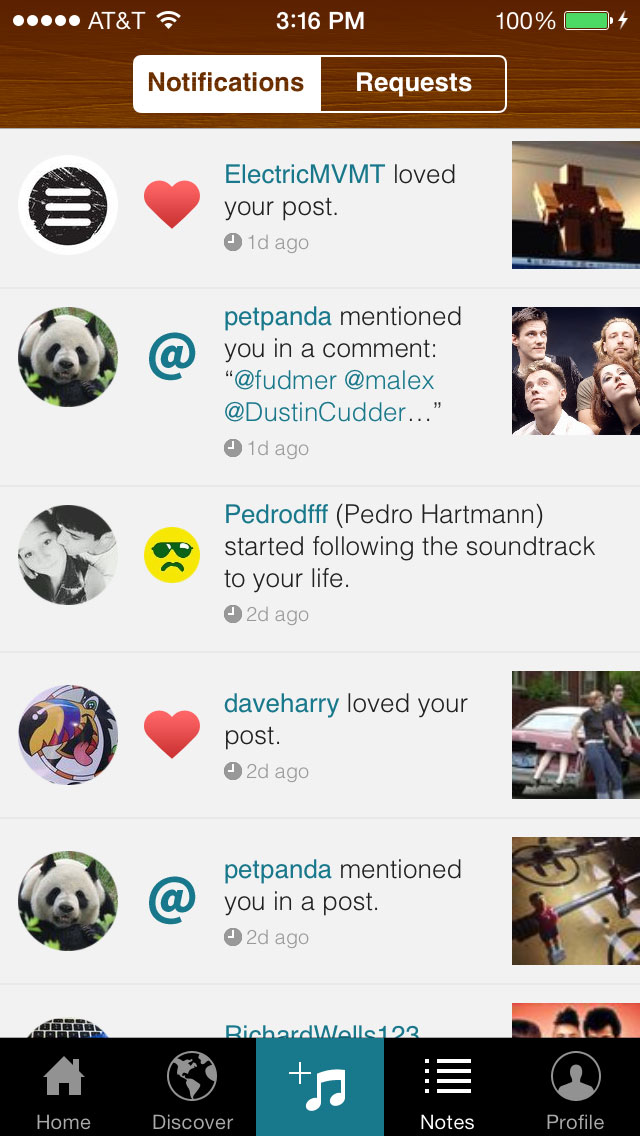 AT&T 3:16 PM 100%
Notifications Requests
ElectricMVMT loved
your post.
1d ago
petpanda mentioned
you in a comment:
“@fudmer @malex
@DustinCudder…”
1d ago
Pedrodfff (Pedro Hartmann)
started following the soundtrack
to your life.
2d ago
daveharry loved your
post.
2d ago
petpanda mentioned
you in a post.
2d ago
RichardWells123
Home Discover Notes Profile